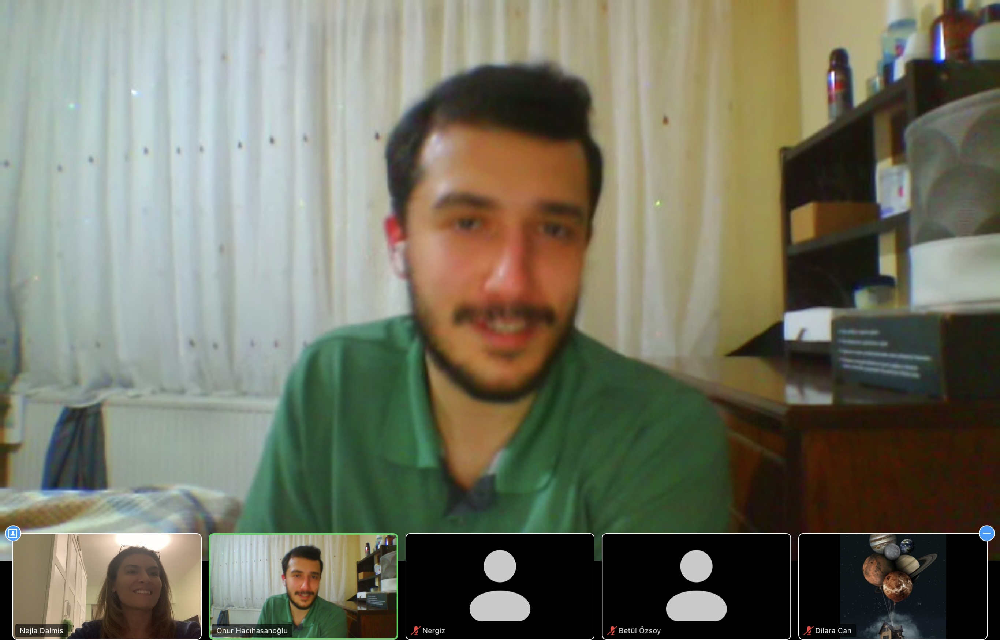 Nejla Dalmis
Onur Hacıhasanoğlu
Nergiz
Betül Özsoy
Dilara Can